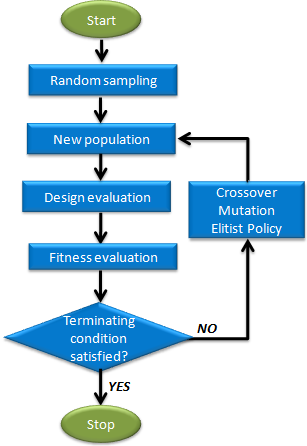 Start
Random sampling
New population
Design evaluation
Fitness evaluation
Terminating
condition
satisfied?
NO
Crossover
Mutation
Elitist Policy
YES
Stop